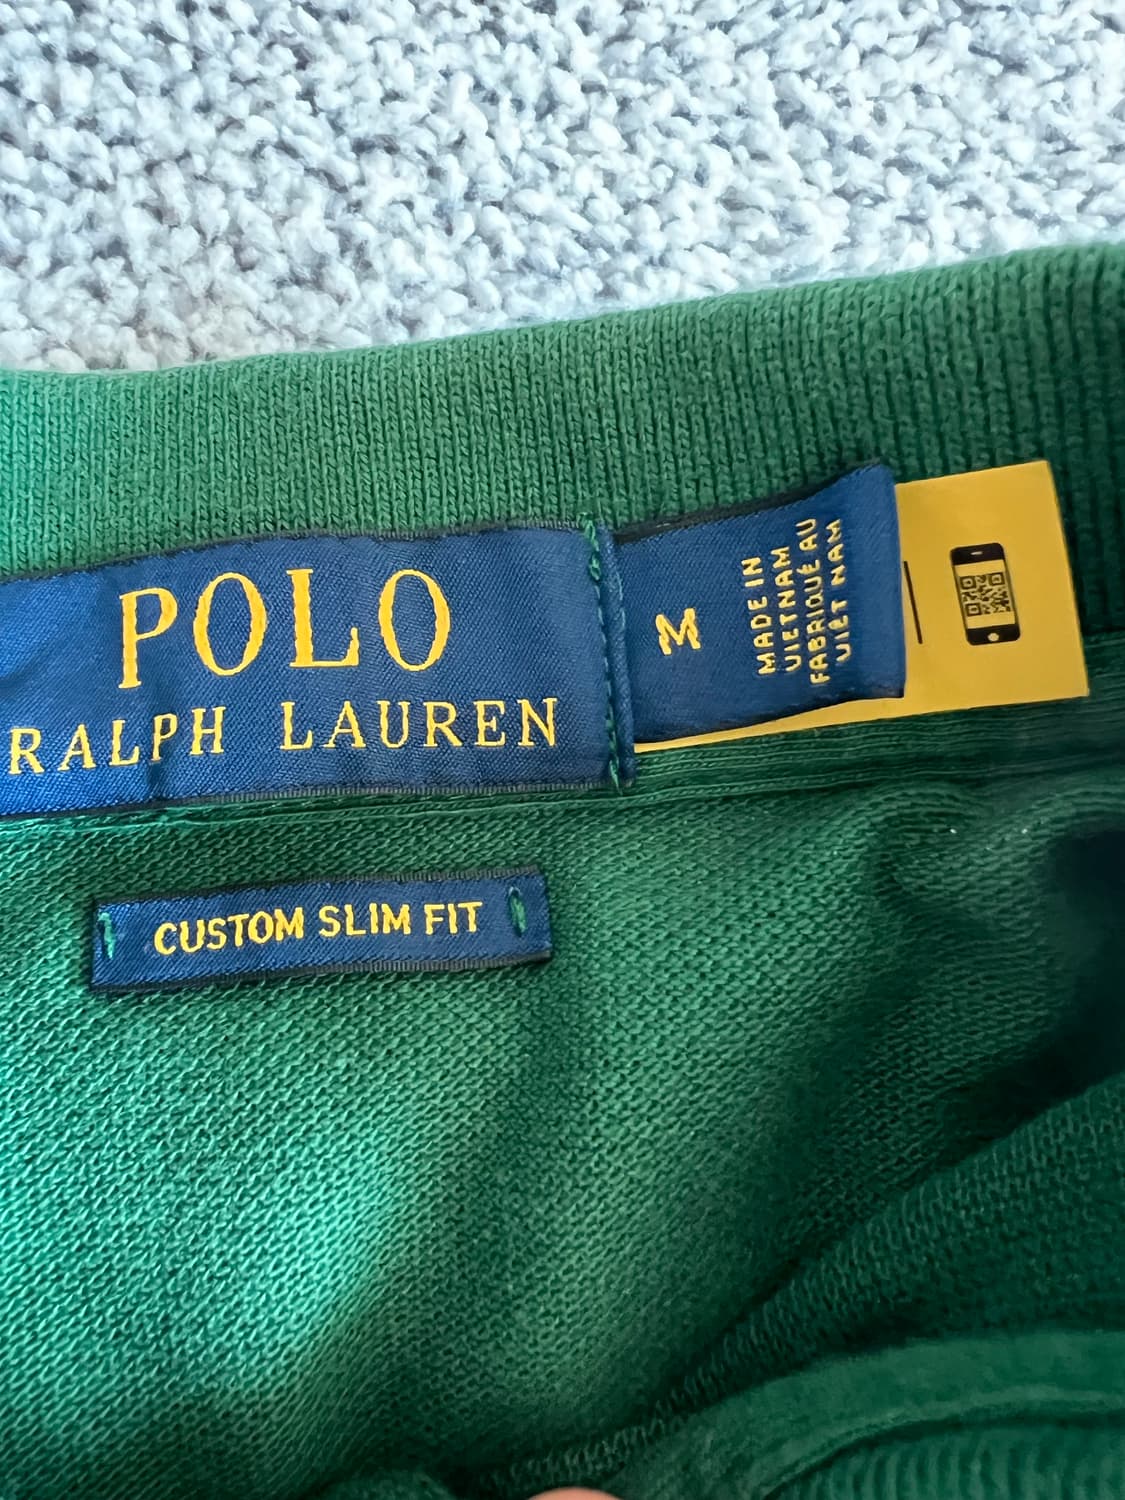 POLO
RALPH LAUREN
M
MADE IN
VIETNAM
FABRIQUÉ AU
VIÊT NAM
CUSTOM SLIM FIT